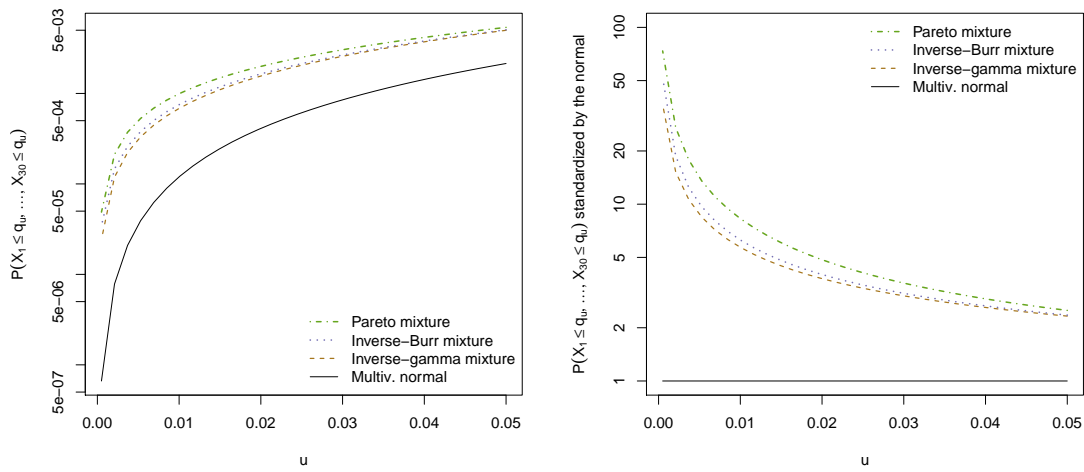 P(X₁ ≤ qᵤ, ..., X₃₀ ≤ qᵤ)
5e−03
5e−04
5e−05
5e−06
5e−07
Pareto mixture
Inverse−Burr mixture
Inverse−gamma mixture
Multiv. normal
0.00 0.01 0.02 0.03 0.04 0.05
u
P(X₁ ≤ qᵤ, ..., X₃₀ ≤ qᵤ) standardized by the normal
100
50
20
10
5
2
1
Pareto mixture
Inverse−Burr mixture
Inverse−gamma mixture
Multiv. normal
0.00 0.01 0.02 0.03 0.04 0.05
u